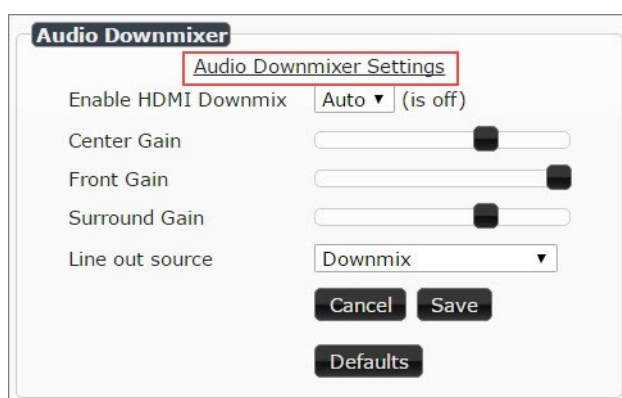 Audio Downmixer
Audio Downmixer Settings
Enable HDMI Downmix Auto ▼ (is off)
Center Gain
Front Gain
Surround Gain
Line out source Downmix ▼
Cancel Save
Defaults